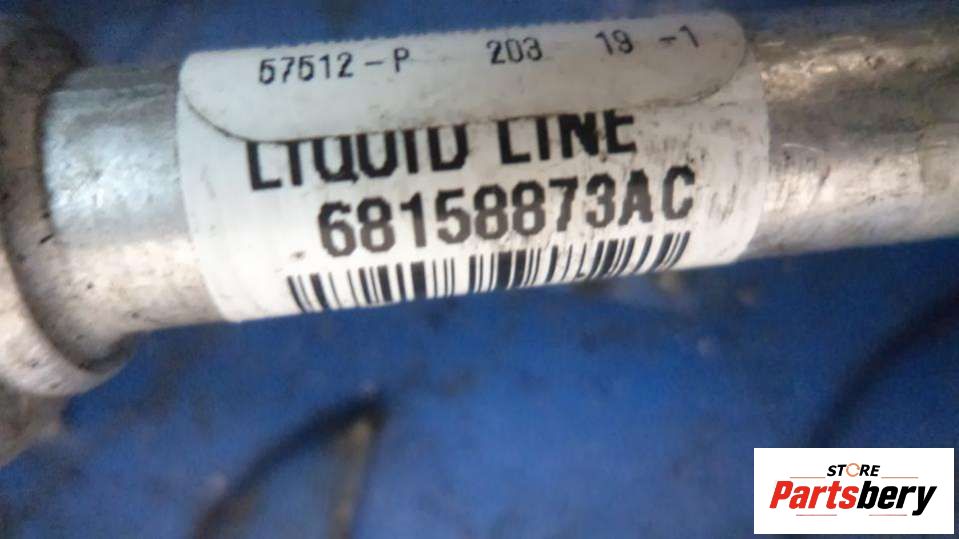 57512-P 203 19 -1
LIQUID LINE
68158873AC
STORE
Partsbery